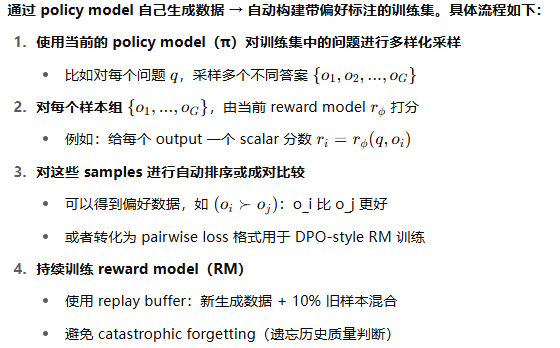 通过 policy model 自己生成数据 → 自动构建带偏好标注的训练集。具体流程如下：
1. 使用当前的 policy model（π）对训练集中的问题进行多样化采样
• 比如对每个问题 q，采样多个不同答案 {o₁, o₂, ..., o_G}
2. 对每个样本组 {o₁, ..., o_G}，由当前 reward model r_ϕ 打分
• 例如：给每个 output 一个 scalar 分数 r_i = r_ϕ(q, o_i)
3. 对这些 samples 进行自动排序或成对比较
• 可以得到偏好数据，如 (o_i ≻ o_j)：o_i 比 o_j 更好
• 或者转化为 pairwise loss 格式用于 DPO-style RM 训练
4. 持续训练 reward model（RM）
• 使用 replay buffer：新生成数据 + 10% 旧样本混合
• 避免 catastrophic forgetting（遗忘历史质量判断）